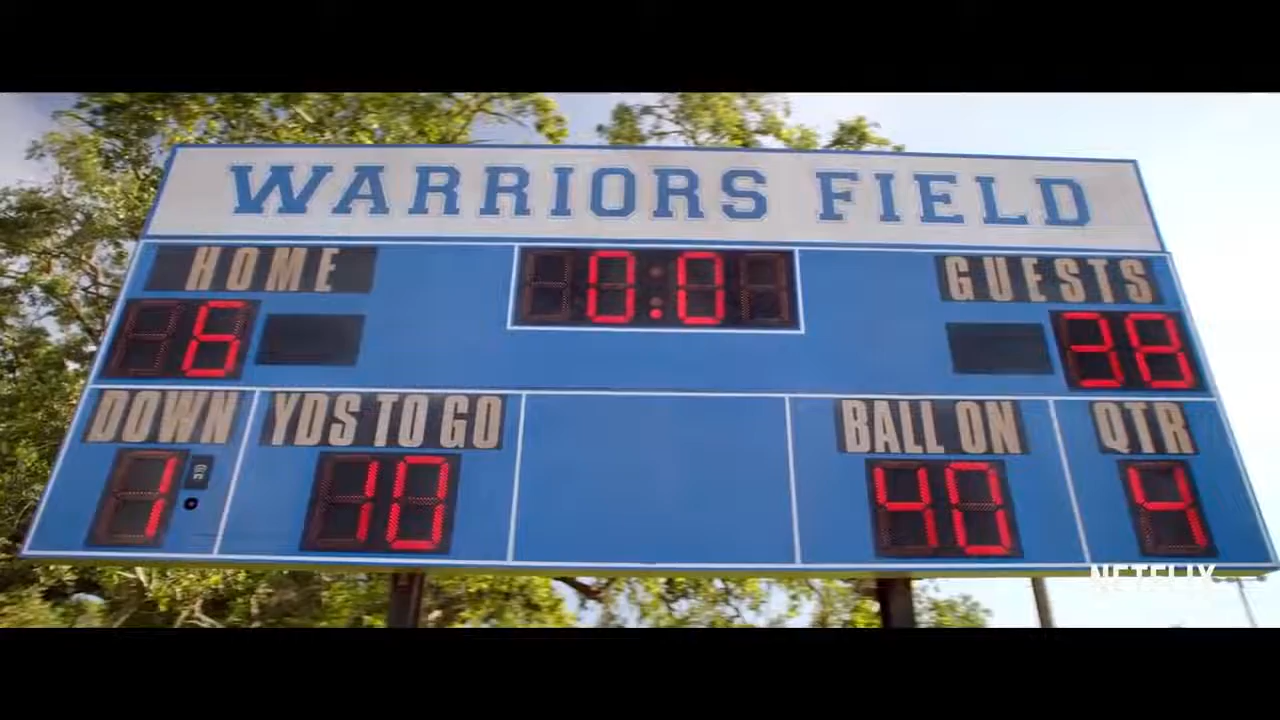 WARRIORS FIELD
HOME 0:0 GUESTS
6 38
DOWN YDS TO GO BALL ON QTR
1 10 40 4
NETFLIX